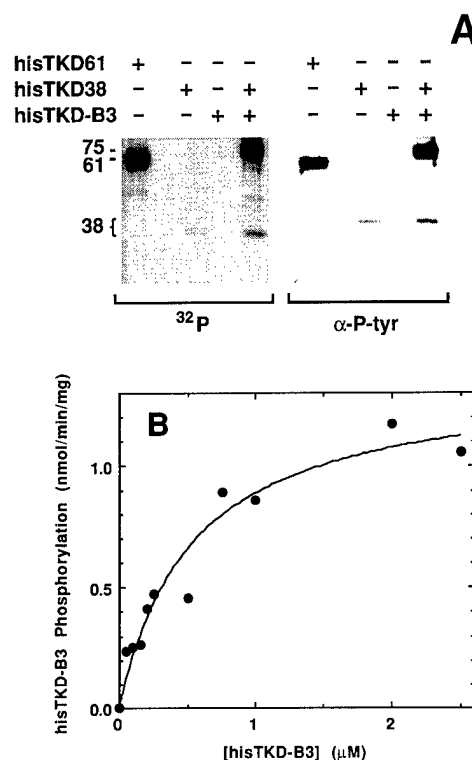 A
hisTKD61 + – – – + – – –
hisTKD38 – + – + – + – +
hisTKD-B3 – – + + – – + +
75
61
38
32P α-P-tyr
B
hisTKD-B3 Phosphorylation (nmol/min/mg)
1.0
0.5
0.0
0 1 2
[hisTKD-B3] (μM)